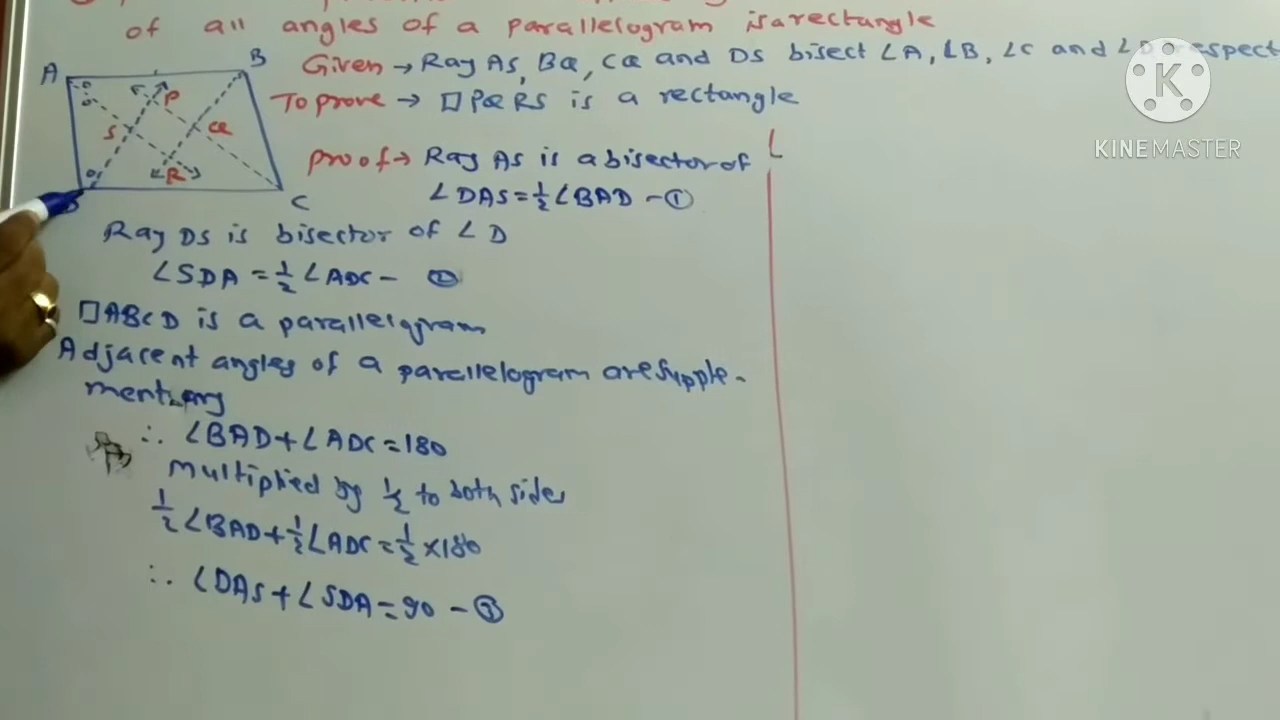 of all angles of a parallelogram is a rectangle
Given → Ray AS, BQ, CQ and DS bisect ∠A, ∠B, ∠C and ∠D respect
To prove → □PQRS is a rectangle
proof → Ray AS is a bisector of ∠
∠DAS = ½ ∠BAD – ①
Ray DS is bisector of ∠D
∠SDA = ½ ∠ADC – ②
□ABCD is a parallelogram
Adjacent angles of a parallelogram are supple-
mentary
∴ ∠BAD + ∠ADC = 180
multiplied by ½ to both sides
½ ∠BAD + ½ ∠ADC = ½ × 180
∴ ∠DAS + ∠SDA = 90 – ③
A
B
P
S
Q
R
C
K
KINEMASTER